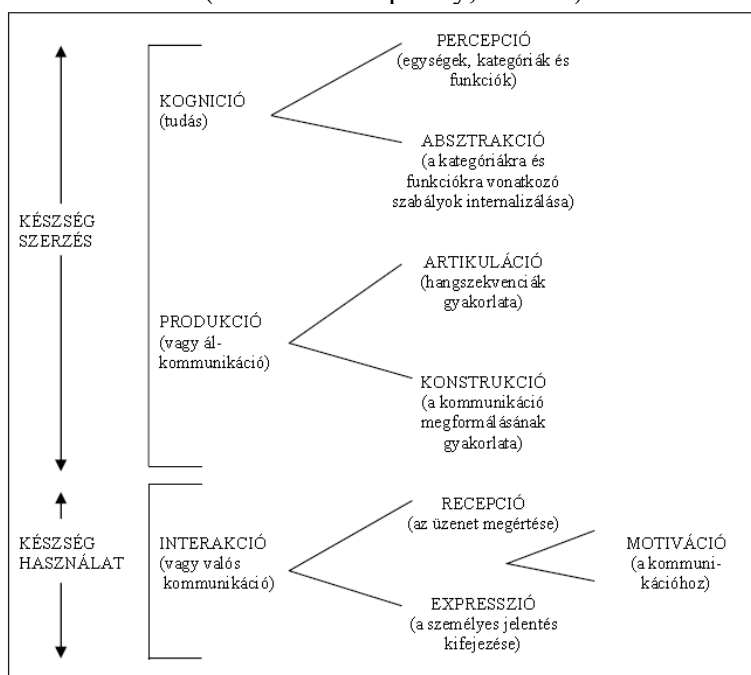 PERCEPCIÓ
(egységek, kategóriák és
funkciók)
KOGNICIÓ
(tudás)
ABSZTRAKCIÓ
(a kategóriákra és
funkciókra vonatkozó
szabályok internalizálása)
KÉSZSÉG
SZERZÉS
ARTIKULÁCIÓ
(hangszekvenciák
gyakorlata)
PRODUKCIÓ
(vagy ál-
kommunikáció)
KONSTRUKCIÓ
(a kommunikáció
megformálásának
gyakorlata)
RECEPCIÓ
(az üzenet megértése)
KÉSZSÉG
HASZNÁLAT
INTERAKCIÓ
(vagy valós
kommunikáció)
MOTIVÁCIÓ
(a kommuni-
kációhoz)
EXPRESSZIÓ
(a személyes jelentés
kifejezése)